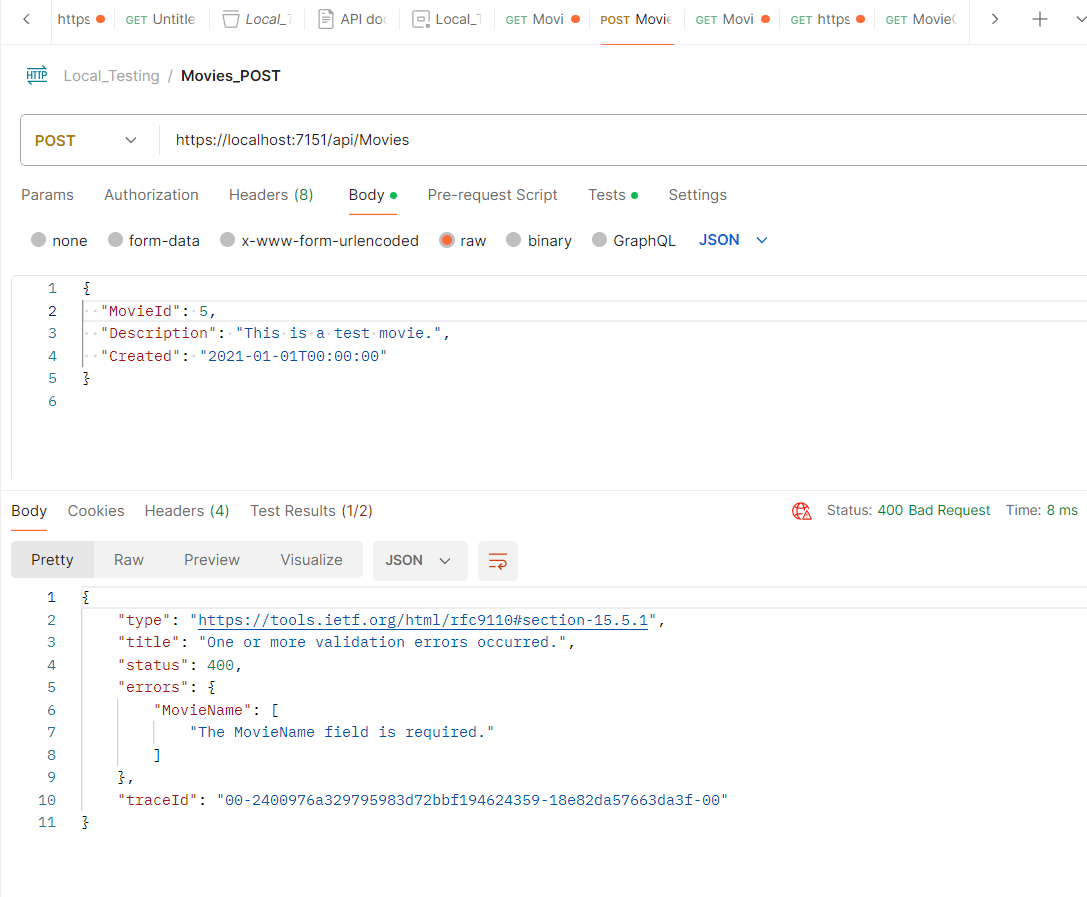 https GET Untitle Local_ API do Local_ GET Movi POST Movie GET Movi GET https GET Movie
HTTP Local_Testing / Movies_POST
POST https://localhost:7151/api/Movies
Params Authorization Headers (8) Body Pre-request Script Tests Settings
none form-data x-www-form-urlencoded raw binary GraphQL JSON
1 {
2 "MovieId": 5,
3 "Description": "This is a test movie.",
4 "Created": "2021-01-01T00:00:00"
5 }
6
Body Cookies Headers (4) Test Results (1/2) Status: 400 Bad Request Time: 8 ms
Pretty Raw Preview Visualize JSON
1 {
2 "type": "https://tools.ietf.org/html/rfc9110#section-15.5.1",
3 "title": "One or more validation errors occurred.",
4 "status": 400,
5 "errors": {
6 "MovieName": [
7 "The MovieName field is required."
8 ]
9 },
10 "traceId": "00-2400976a329795983d72bbf194624359-18e82da57663da3f-00"
11 }